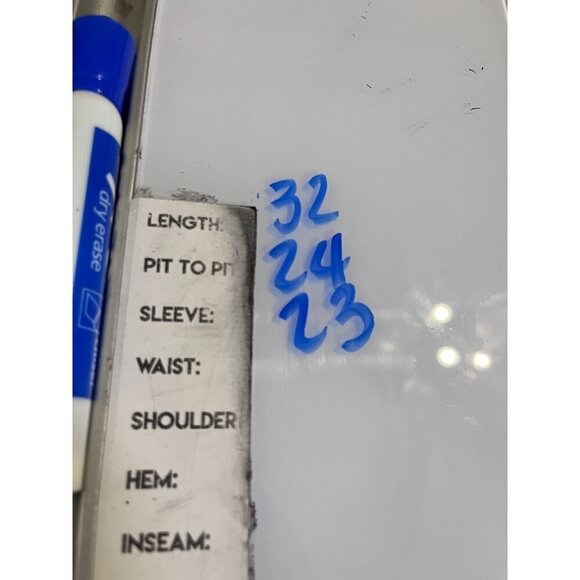 dry erase
LENGTH: 32
PIT TO PIT 24
SLEEVE: 23
WAIST:
SHOULDER
HEM:
INSEAM: